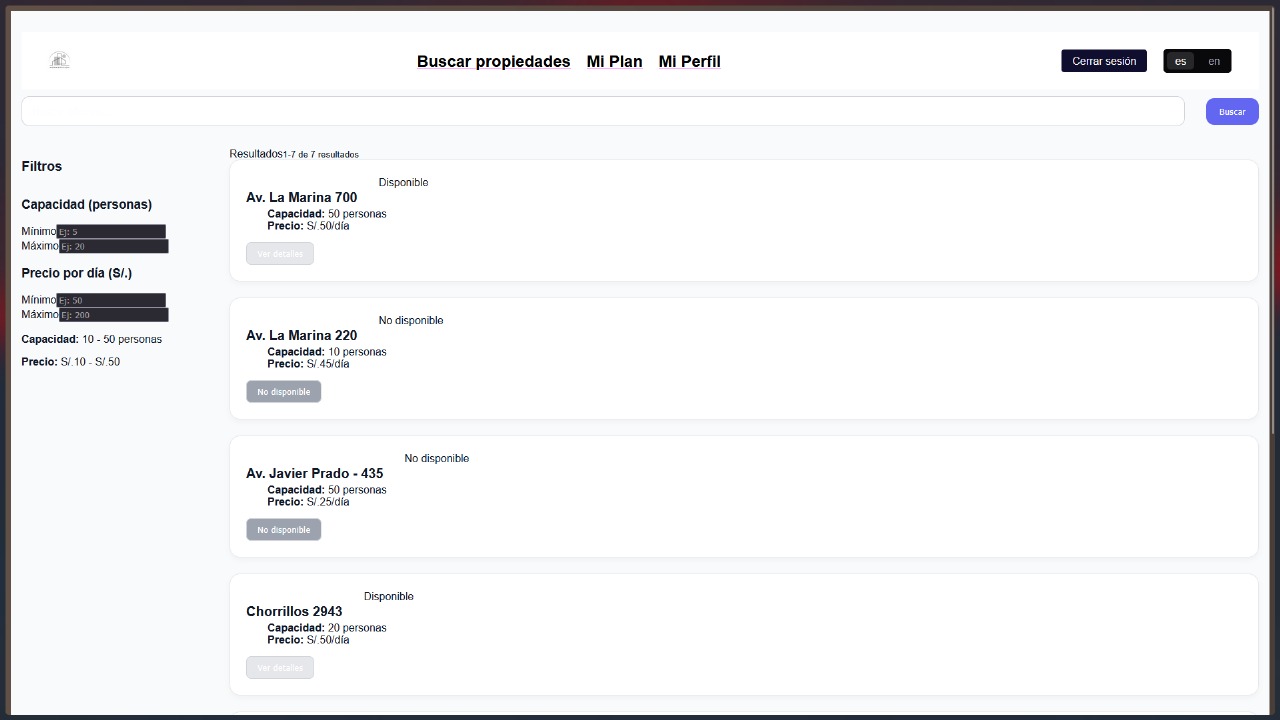 Buscar propiedades Mi Plan Mi Perfil Cerrar sesión es en
Buscar
Filtros
Capacidad (personas)
Mínimo Ej: 5
Máximo Ej: 20
Precio por día (S/.)
Mínimo Ej: 50
Máximo Ej: 200
Capacidad: 10 - 50 personas
Precio: S/.10 - S/.50
Resultados1-7 de 7 resultados
Disponible
Av. La Marina 700
Capacidad: 50 personas
Precio: S/.50/día
Ver detalles
No disponible
Av. La Marina 220
Capacidad: 10 personas
Precio: S/.45/día
No disponible
No disponible
Av. Javier Prado - 435
Capacidad: 50 personas
Precio: S/.25/día
No disponible
Disponible
Chorrillos 2943
Capacidad: 20 personas
Precio: S/.50/día
Ver detalles